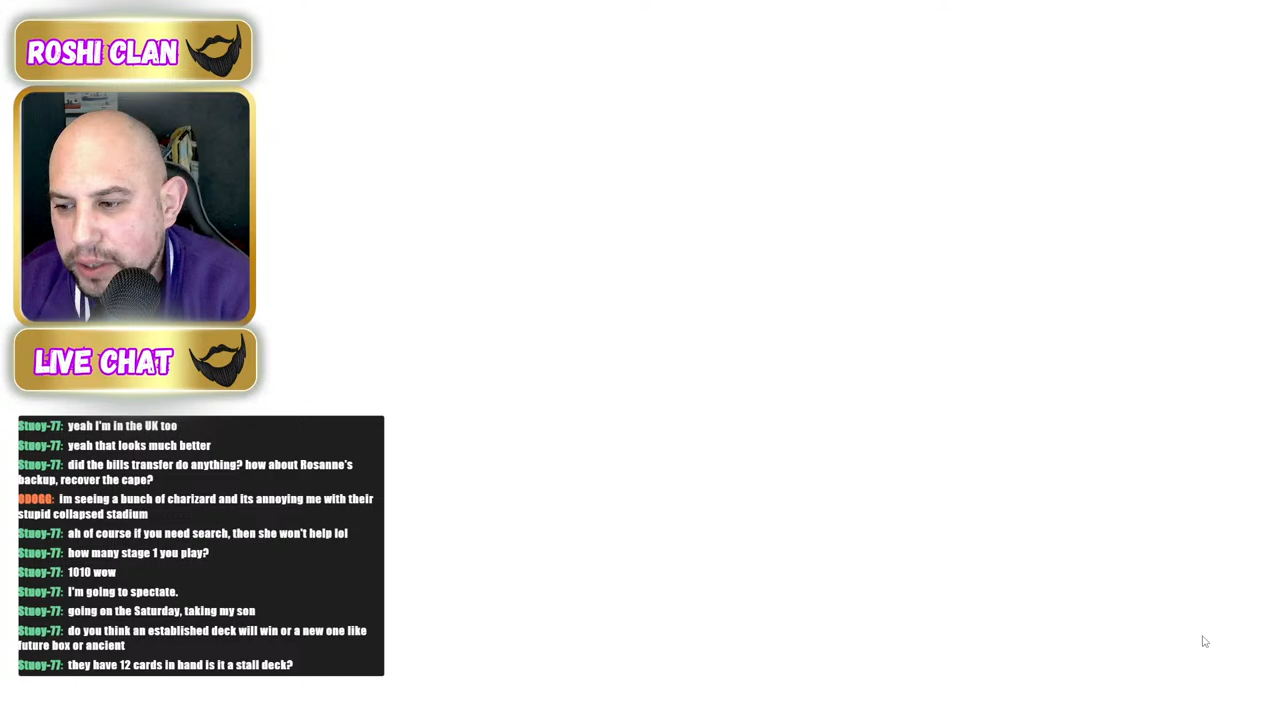 ROSHI CLAN
LIVE CHAT
Stuey-77: yeah I'm in the UK too
Stuey-77: yeah that looks much better
Stuey-77: did the bills transfer do anything? how about Rosanne's
backup, recover the cape?
ODOGG: Im seeing a bunch of charizard and its annoying me with their
stupid collapsed stadium
Stuey-77: ah of course if you need search, then she won't help lol
Stuey-77: how many stage 1 you play?
Stuey-77: 1010 wow
Stuey-77: I'm going to spectate.
Stuey-77: going on the Saturday, taking my son
Stuey-77: do you think an established deck will win or a new one like
future box or ancient
Stuey-77: they have 12 cards in hand is it a stall deck?